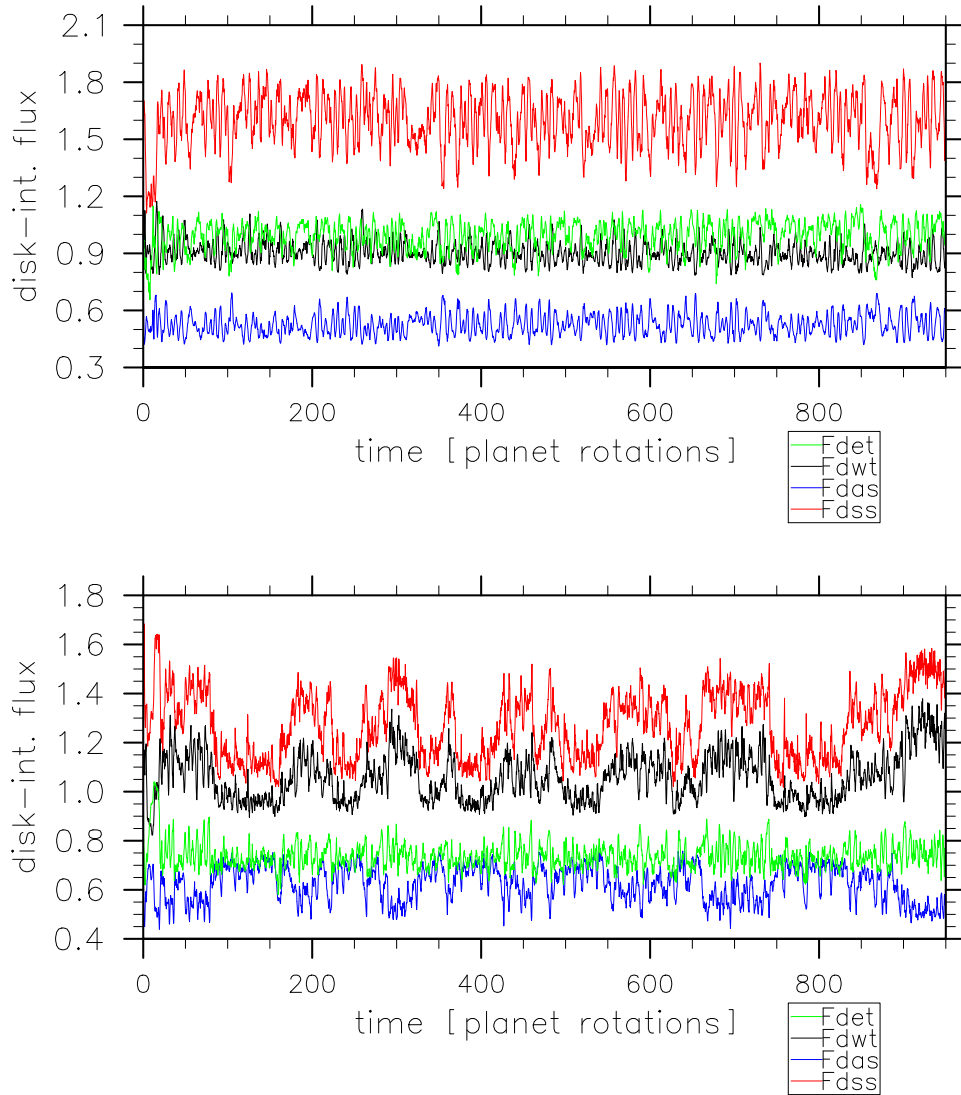 2.1
1.8
1.5
1.2
0.9
0.6
0.3
disk-int. flux
0 200 400 600 800
time [planet rotations]
Fdet
Fdwt
Fdas
Fdss
1.8
1.6
1.4
1.2
1.0
0.8
0.6
0.4
disk-int. flux
0 200 400 600 800
time [planet rotations]
Fdet
Fdwt
Fdas
Fdss